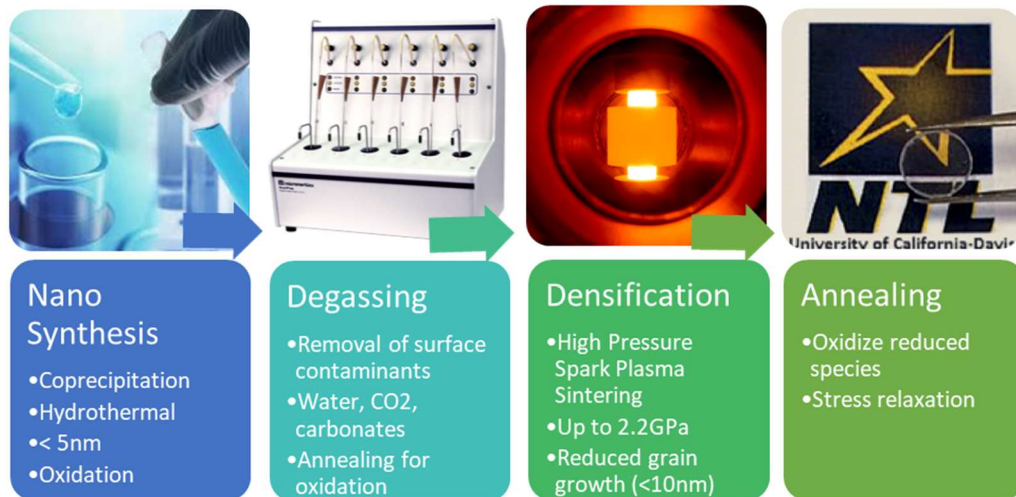 NTL
University of California-Davis
Nano
Synthesis
•Coprecipitation
•Hydrothermal
•< 5nm
•Oxidation
Degassing
•Removal of surface
contaminants
•Water, CO2,
carbonates
•Annealing for
oxidation
Densification
•High Pressure
Spark Plasma
Sintering
•Up to 2.2GPa
•Reduced grain
growth (<10nm)
Annealing
•Oxidize reduced
species
•Stress relaxation